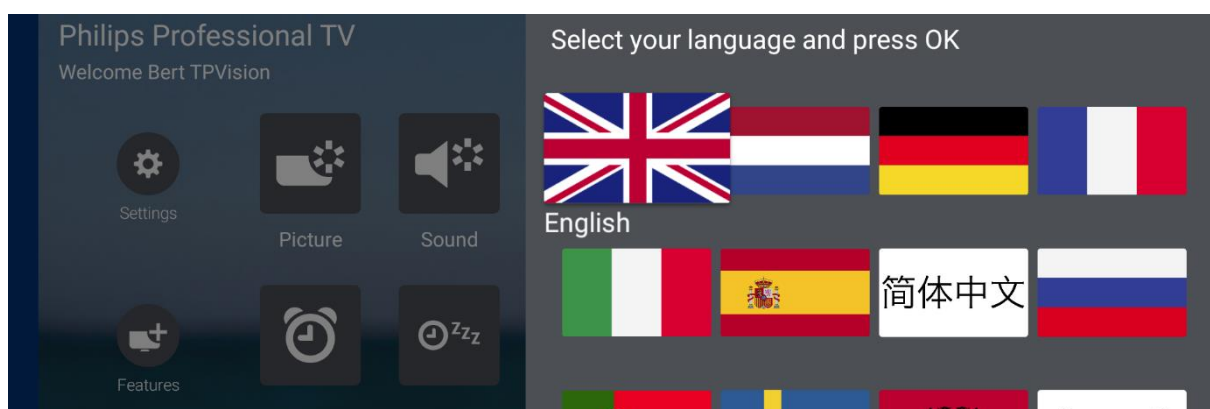 Philips Professional TV
Welcome Bert TPVision
Settings
Picture
Sound
Features
zzz
Select your language and press OK
English
简体中文